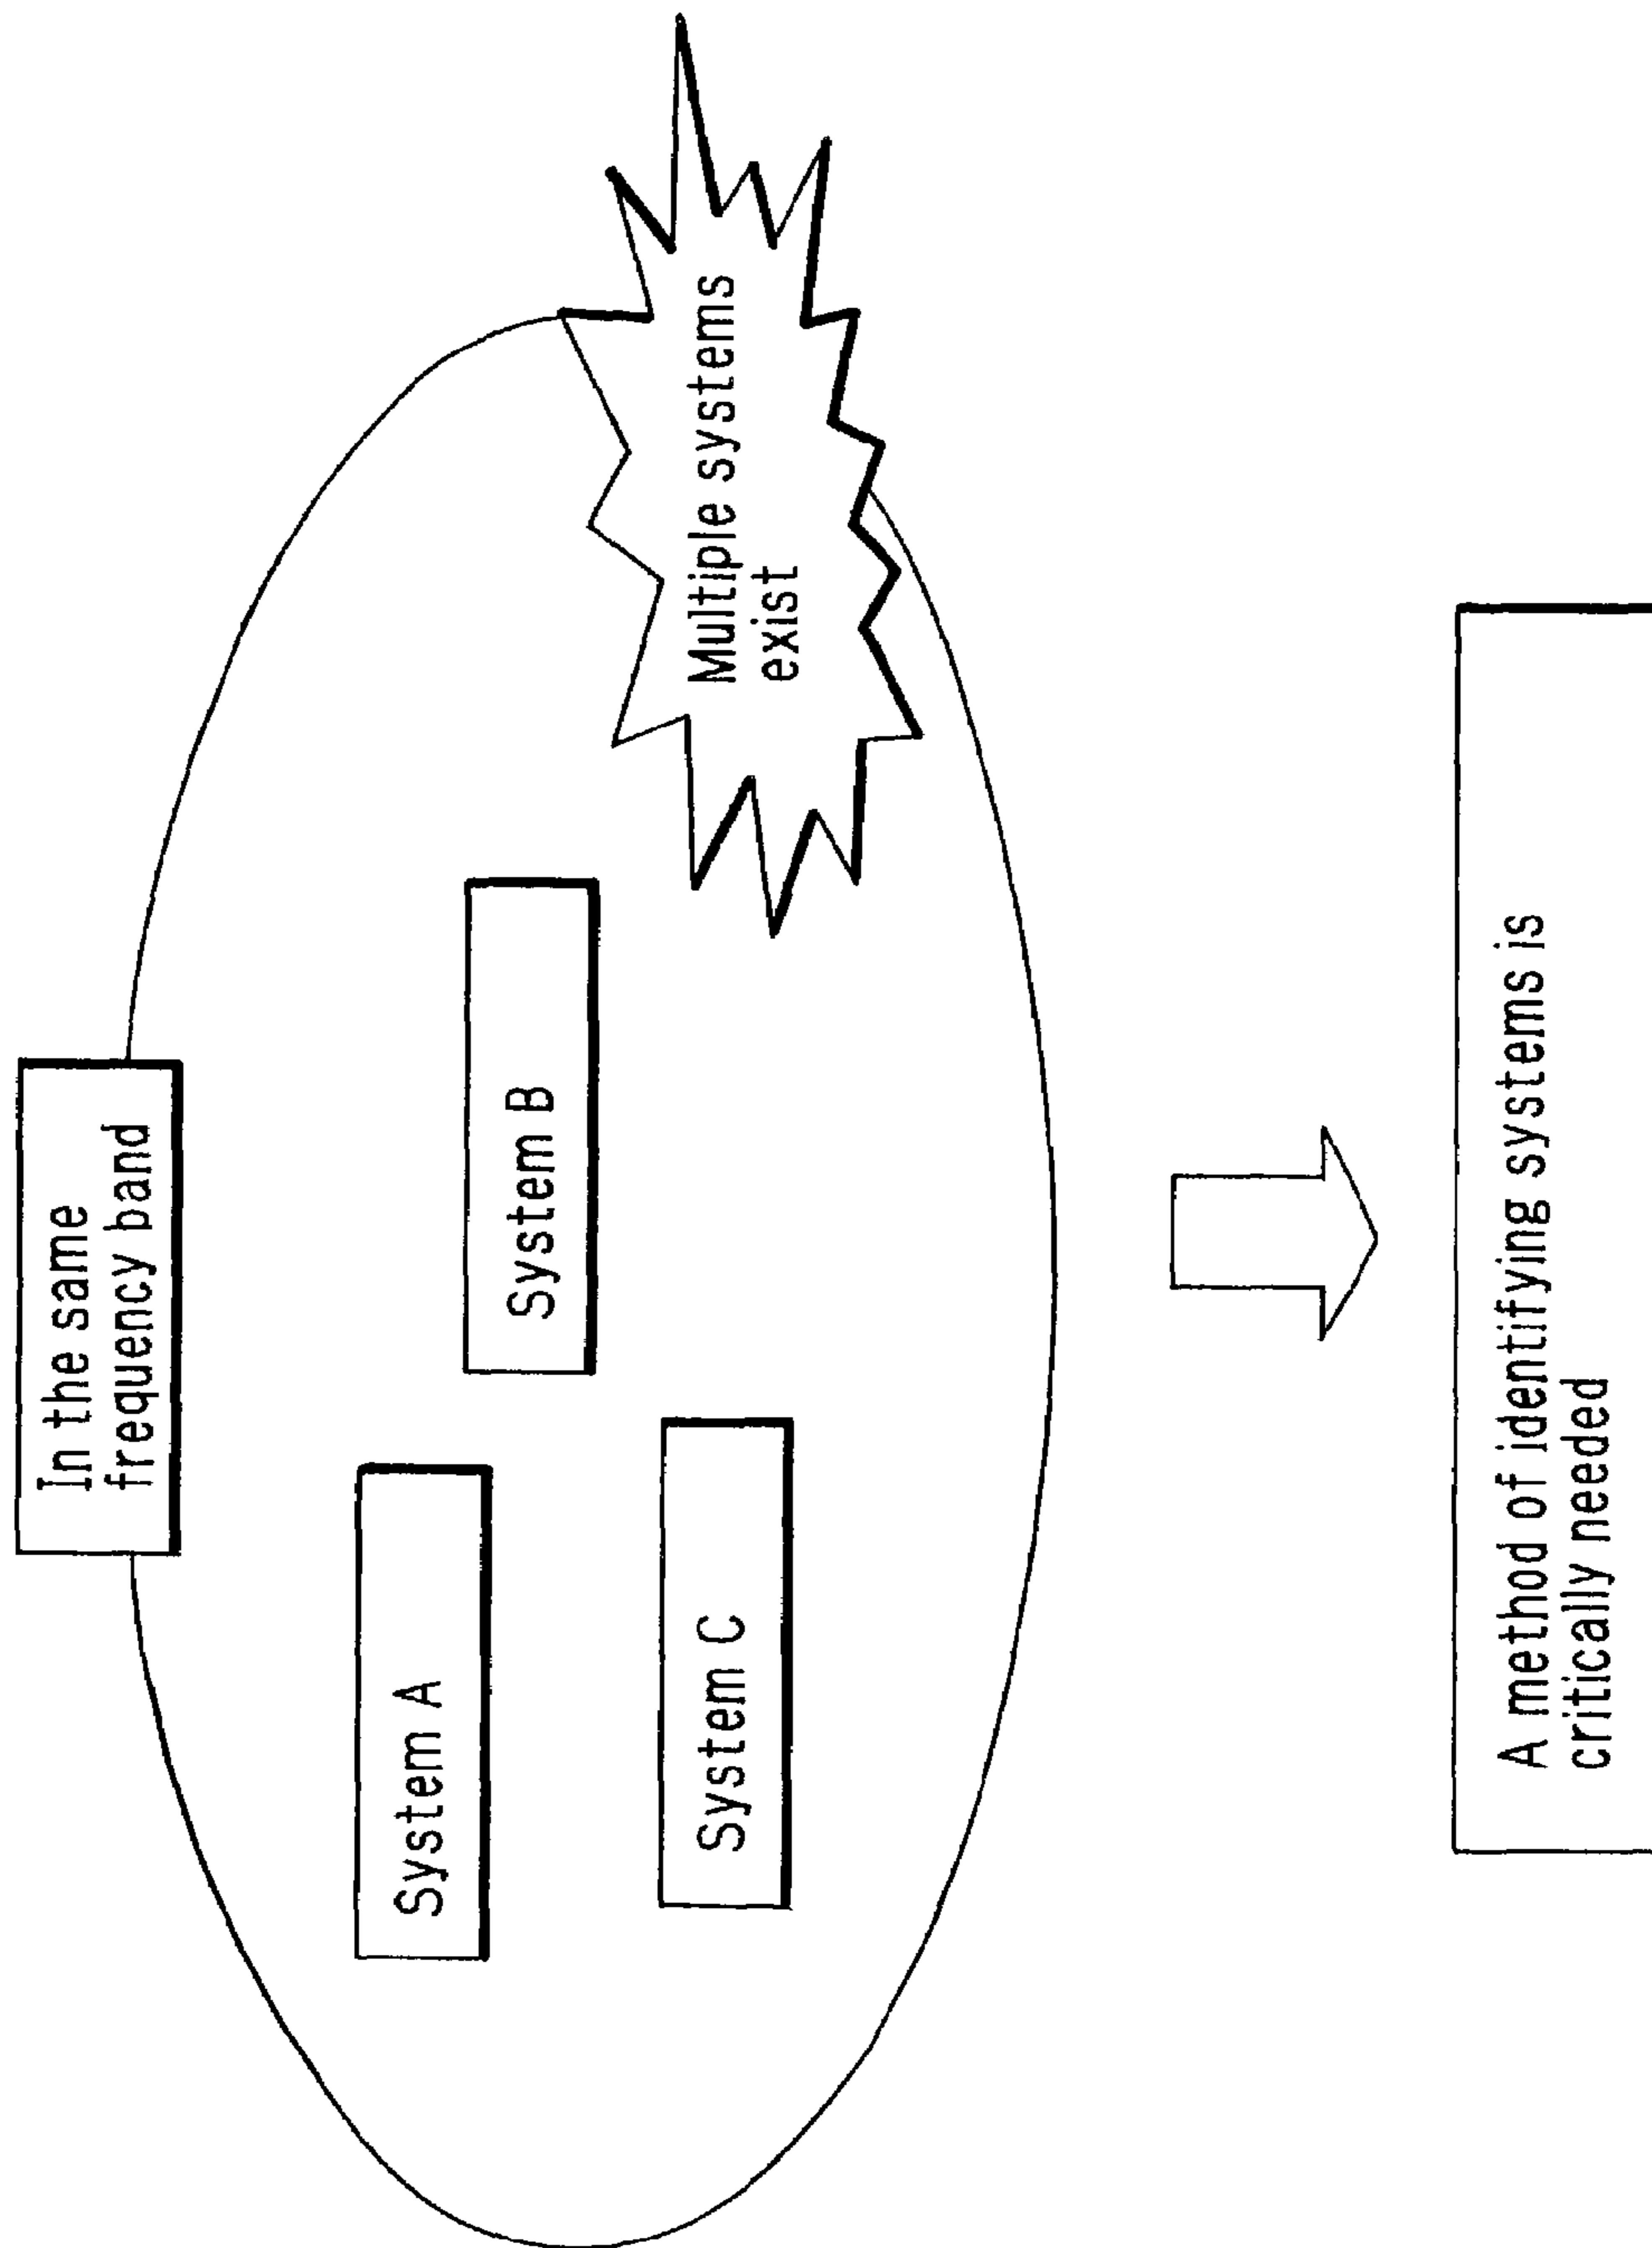 In the same
frequency band
System A
System B
System C
Multiple systems
exist
A method of identifying systems is
critically needed